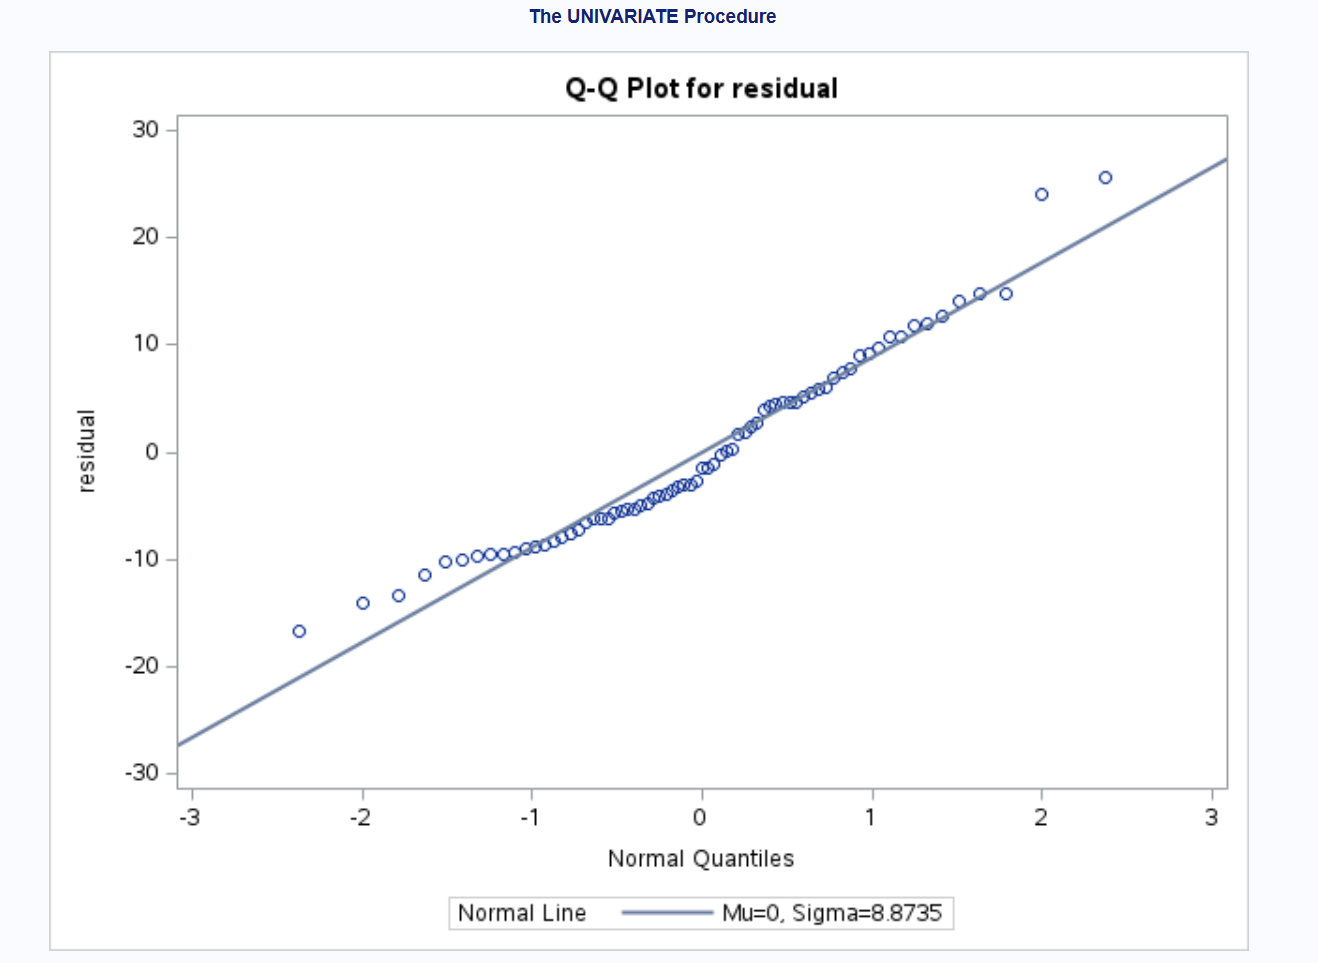 The UNIVARIATE Procedure
Q-Q Plot for residual
30
20
10
0
-10
-20
-30
residual
-3 -2 -1 0 1 2 3
Normal Quantiles
Normal Line Mu=0, Sigma=8.8735